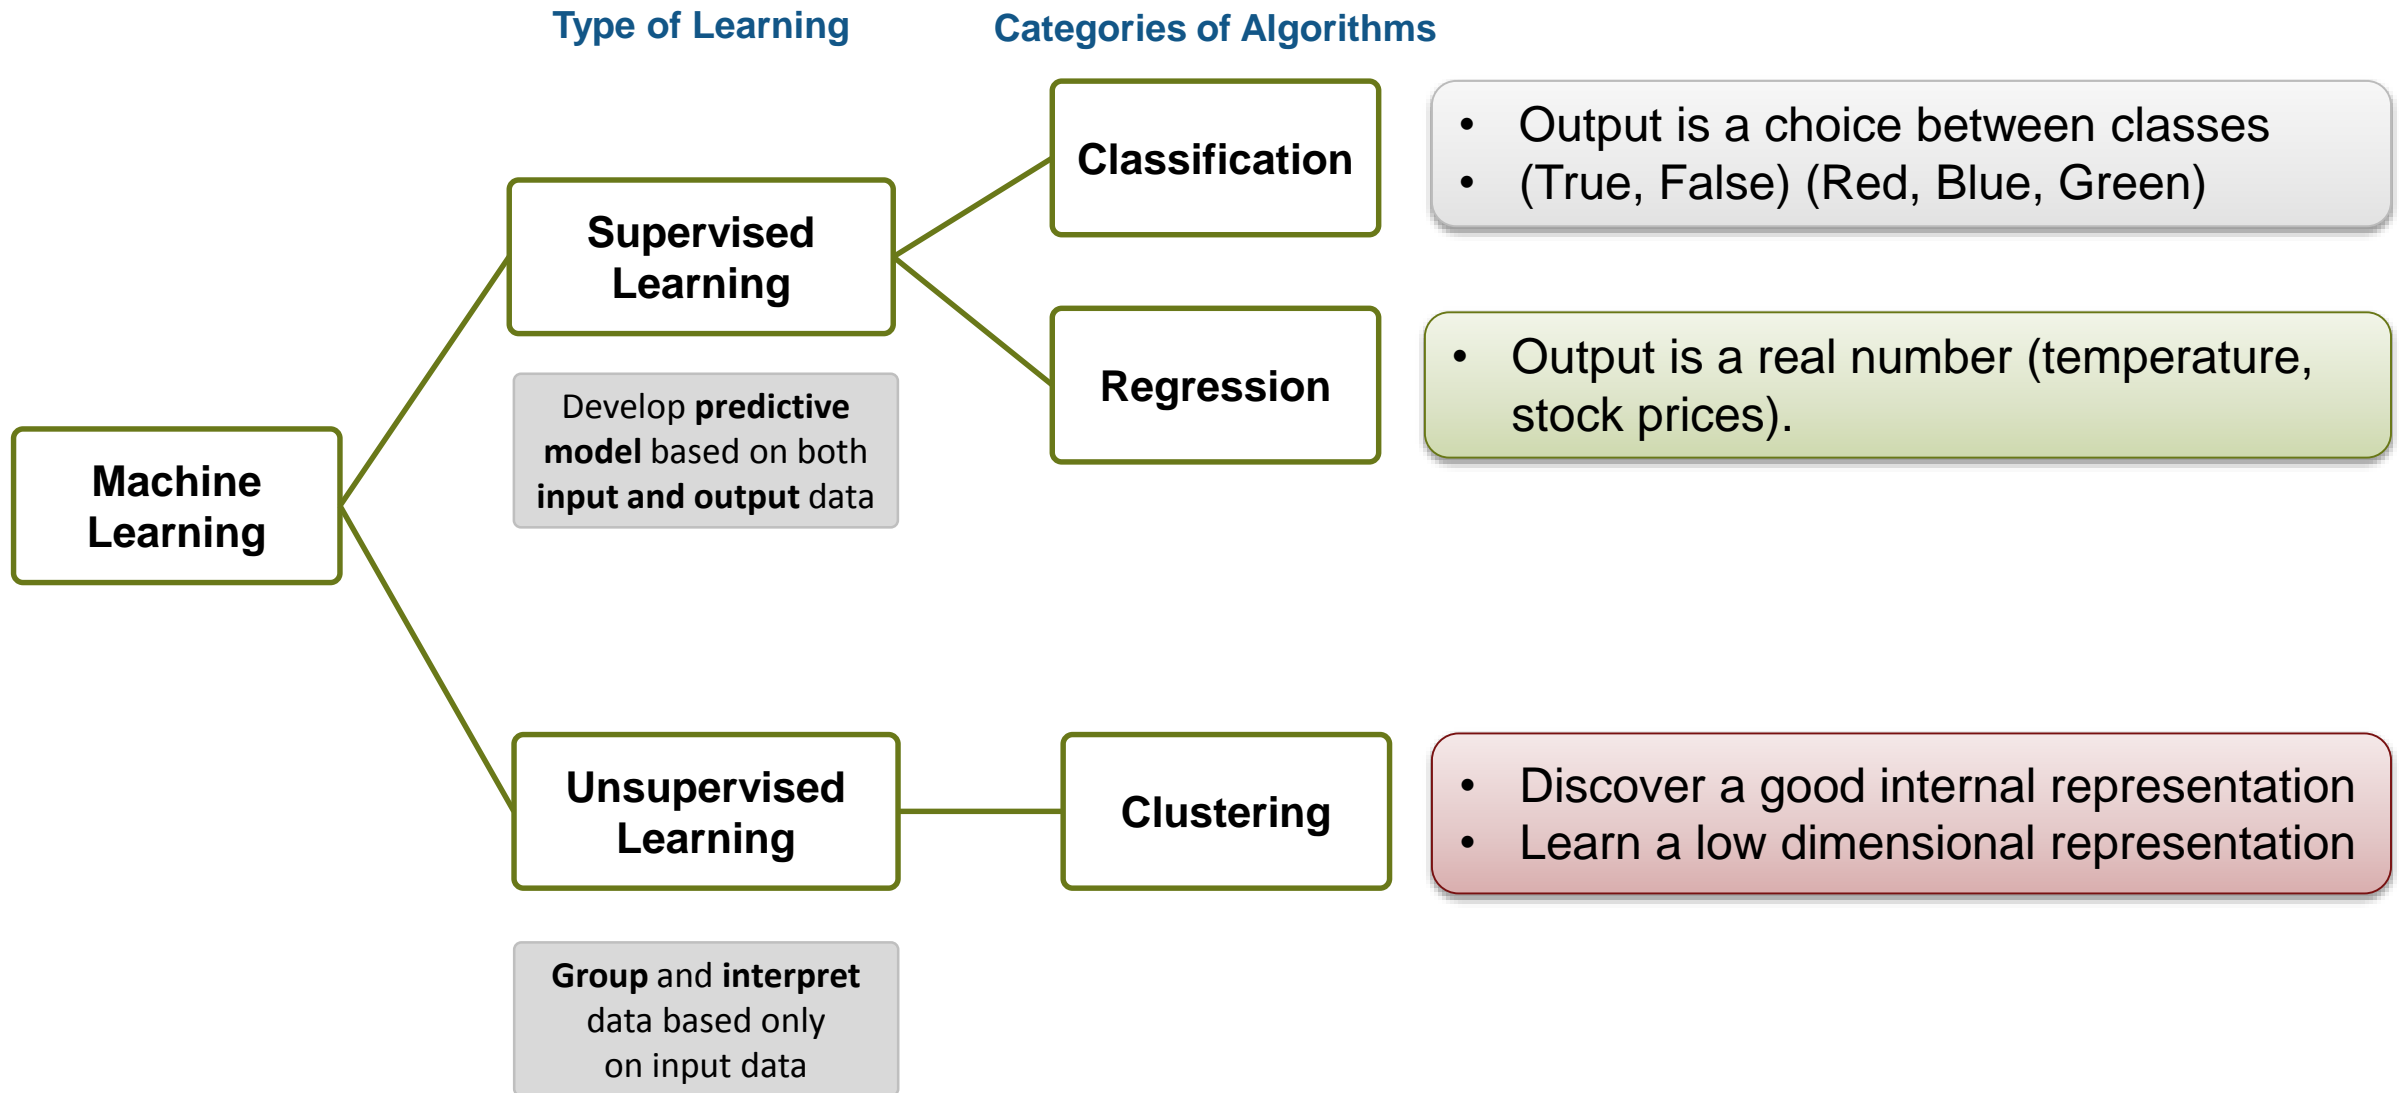 Type of Learning
Categories of Algorithms
Machine
Learning
Supervised
Learning
Develop predictive
model based on both
input and output data
Classification
• Output is a choice between classes
• (True, False) (Red, Blue, Green)
Regression
• Output is a real number (temperature,
stock prices).
Unsupervised
Learning
Group and interpret
data based only
on input data
Clustering
• Discover a good internal representation
• Learn a low dimensional representation